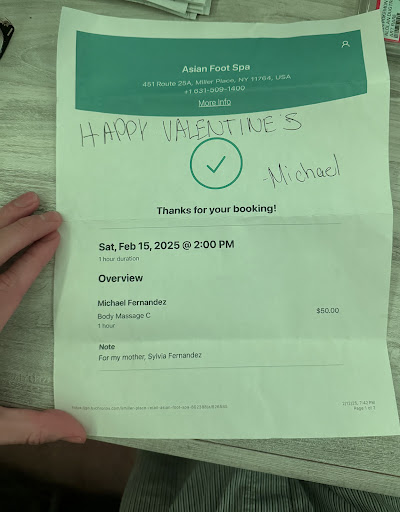 Asian Foot Spa
451 Route 25A, Miller Place, NY 11764, USA
+1 631-509-1400
More Info
HAPPY VALENTINE'S
-Michael
Thanks for your booking!
Sat, Feb 15, 2025 @ 2:00 PM
1 hour duration
Overview
Michael Fernandez
Body Massage C
$50.00
1 hour
Note
For my mother, Sylvia Fernandez
Page 1 of